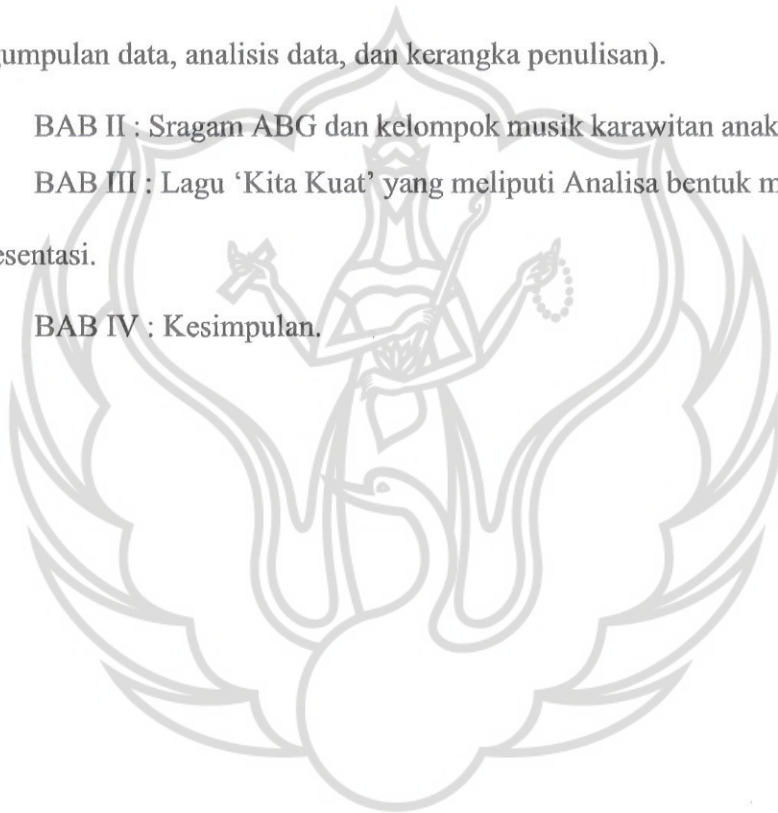 gumpulan data, analisis data, dan kerangka penulisan).
BAB II : Sragam ABG dan kelompok musik karawitan anak
BAB III : Lagu ‘Kita Kuat’ yang meliputi Analisa bentuk m
esentasi.
BAB IV : Kesimpulan.